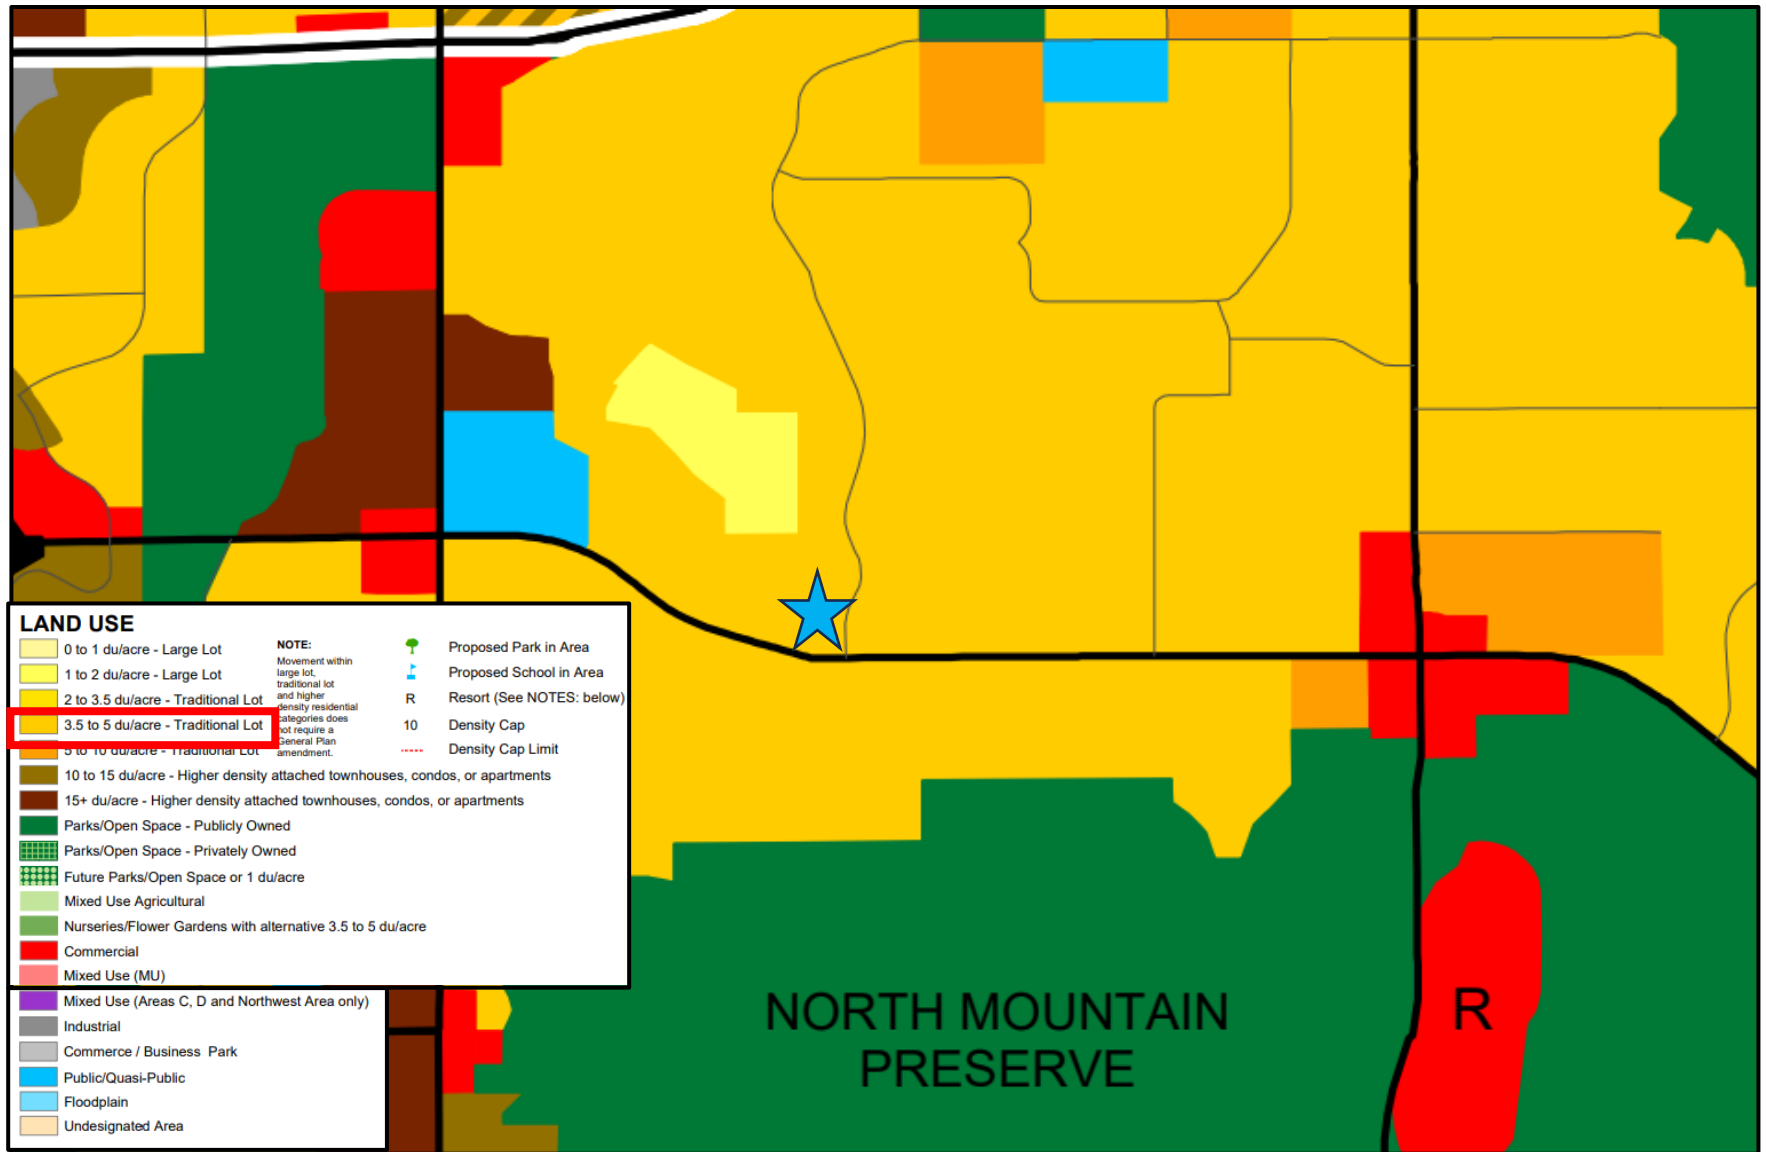 LAND USE
0 to 1 du/acre - Large Lot
1 to 2 du/acre - Large Lot
2 to 3.5 du/acre - Traditional Lot
3.5 to 5 du/acre - Traditional Lot
5 to 10 du/acre - Traditional Lot
10 to 15 du/acre - Higher density attached townhouses, condos, or apartments
15+ du/acre - Higher density attached townhouses, condos, or apartments
Parks/Open Space - Publicly Owned
Parks/Open Space - Privately Owned
Future Parks/Open Space or 1 du/acre
Mixed Use Agricultural
Nurseries/Flower Gardens with alternative 3.5 to 5 du/acre
Commercial
Mixed Use (MU)
Mixed Use (Areas C, D and Northwest Area only)
Industrial
Commerce / Business Park
Public/Quasi-Public
Floodplain
Undesignated Area
NOTE:
Movement within
large lot,
traditional lot
and higher
density residential
categories does
not require a
General Plan
amendment.
Proposed Park in Area
Proposed School in Area
R Resort (See NOTES: below)
10 Density Cap
Density Cap Limit
NORTH MOUNTAIN
PRESERVE
R